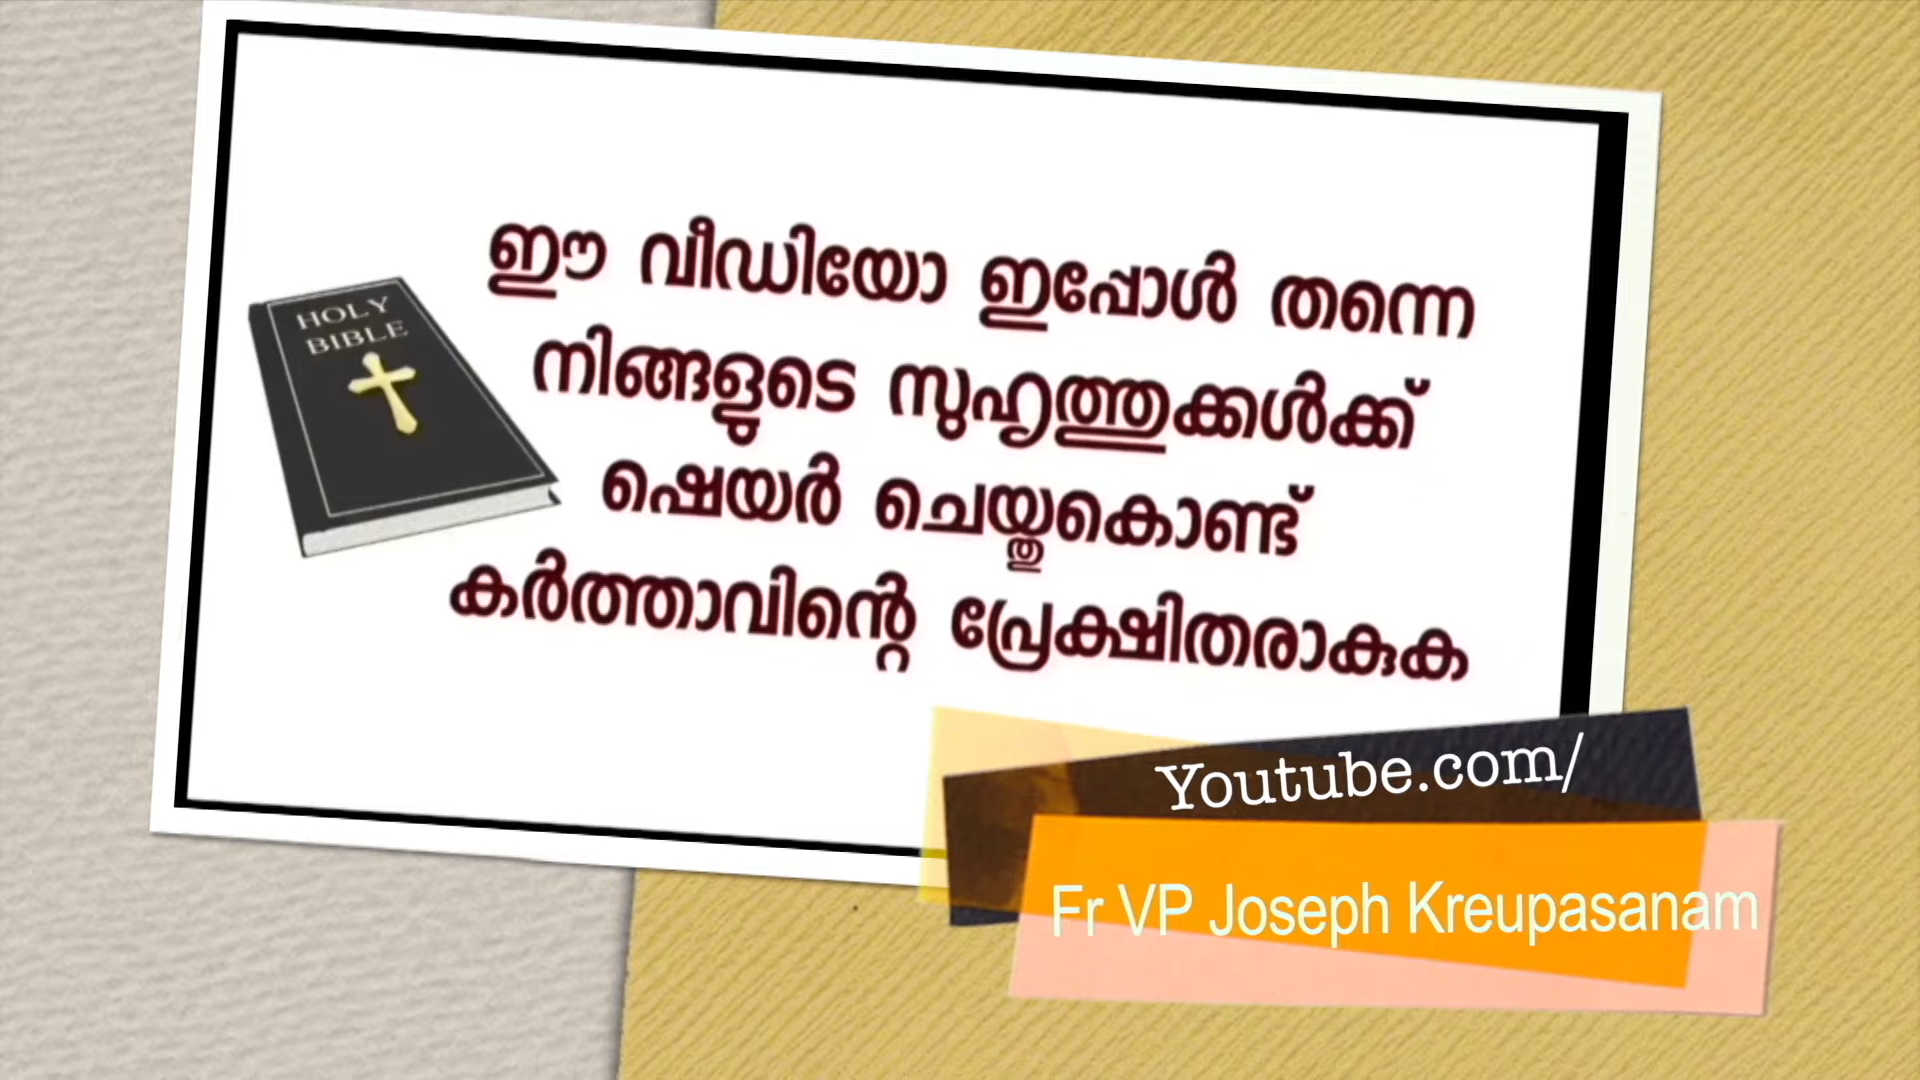 HOLY
BIBLE
ഈ വീഡിയോ ഇപ്പോൾ തന്നെ
നിങ്ങളുടെ സുഹൃത്തുക്കൾക്ക്
ഷെയർ ചെയ്തുകൊണ്ട്
കർത്താവിന്റെ പ്രേക്ഷിതരാകുക
Youtube.com/
Fr VP Joseph Kreupasanam